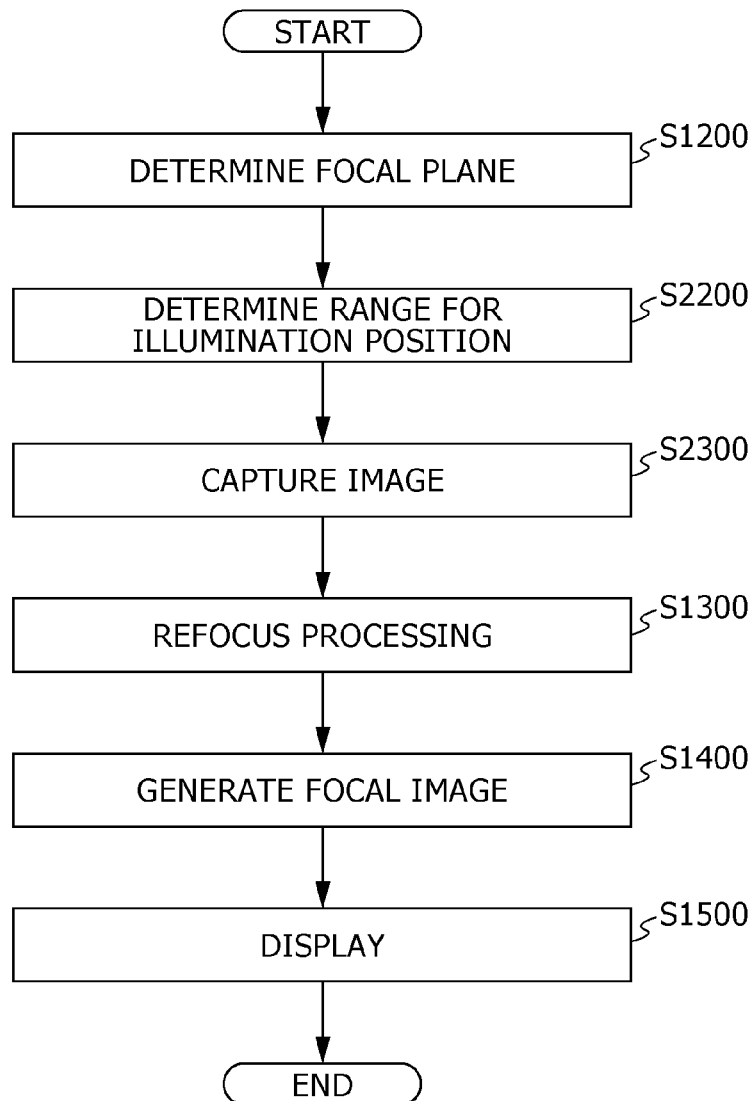 START
S1200
DETERMINE FOCAL PLANE
S2200
DETERMINE RANGE FOR
ILLUMINATION POSITION
S2300
CAPTURE IMAGE
S1300
REFOCUS PROCESSING
S1400
GENERATE FOCAL IMAGE
S1500
DISPLAY
END